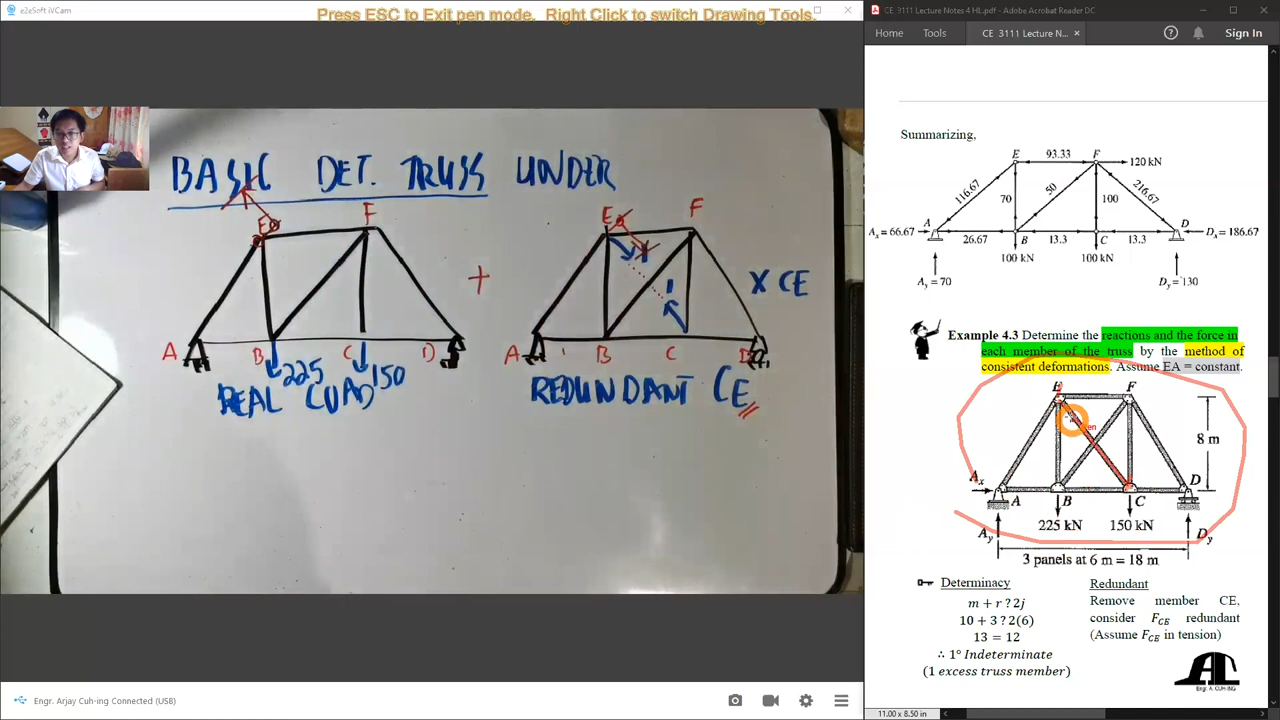 e2eSoft iVCam
Press ESC to Exit pen mode. Right Click to switch Drawing Tools.
BASIC DET. TRUSS UNDER
E
F
A
B
C
D
225
150
REAL LOAD
+
E
F
1
1
A
B
C
D
X CE
REDUNDANT CE
Engr. Arjay Cuh-ing Connected (USB)
CE 3111 Lecture Notes 4 HL.pdf - Adobe Acrobat Reader DC
Home Tools CE 3111 Lecture N... × Sign In
Summarizing,
E 93.33 F 120 kN
116.67 70 50 100 216.67
A D
Ax = 66.67 26.67 B 13.3 C 13.3 Dx = 186.67
100 kN 100 kN
Ay = 70 Dy = 130
Example 4.3 Determine the reactions and the force in
each member of the truss by the method of
consistent deformations. Assume EA = constant.
E F
8 m
Ax A B C D
225 kN 150 kN
Ay Dy
3 panels at 6 m = 18 m
Determinacy
m + r ? 2j
10 + 3 ? 2(6)
13 = 12
∴ 1° Indeterminate
(1 excess truss member)
Redundant
Remove member CE,
consider FCE redundant
(Assume FCE in tension)
Engr. A. CUH-ING
11.00 x 8.50 in